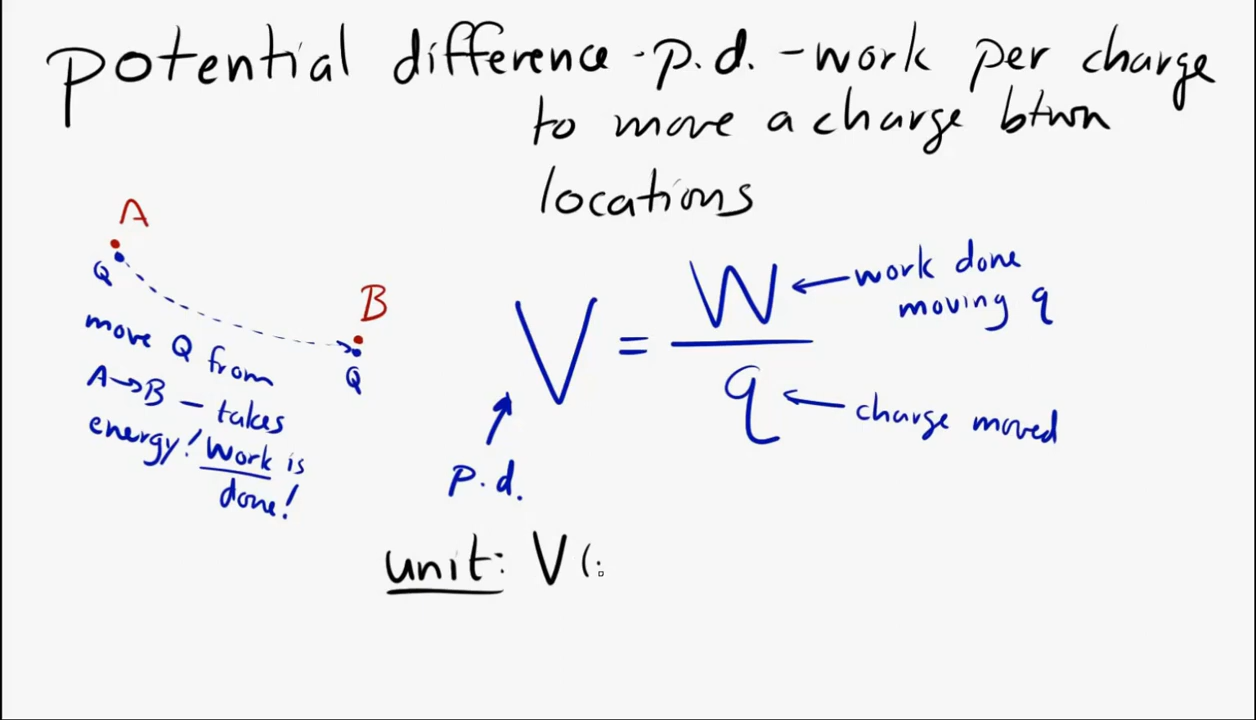 potential difference - p.d. - work per charge
to move a charge btwn
locations
A
Q
B
Q
move Q from
A→B - takes
energy! Work is
done!
V = W/q
← work done
moving q
← charge moved
p.d.
unit: V (